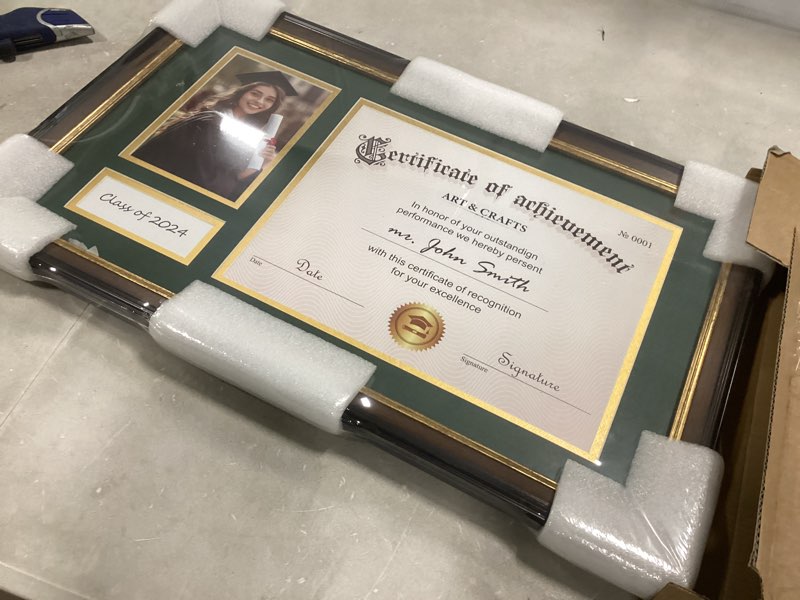 Class of 2024
Certificate of achievement
ART & CRAFTS
№ 0001
In honor of your outstandign
performance we hereby persent
mr. John Smith
with this certificate of recognition
for your excellence
Date
Date
Signature
Signature